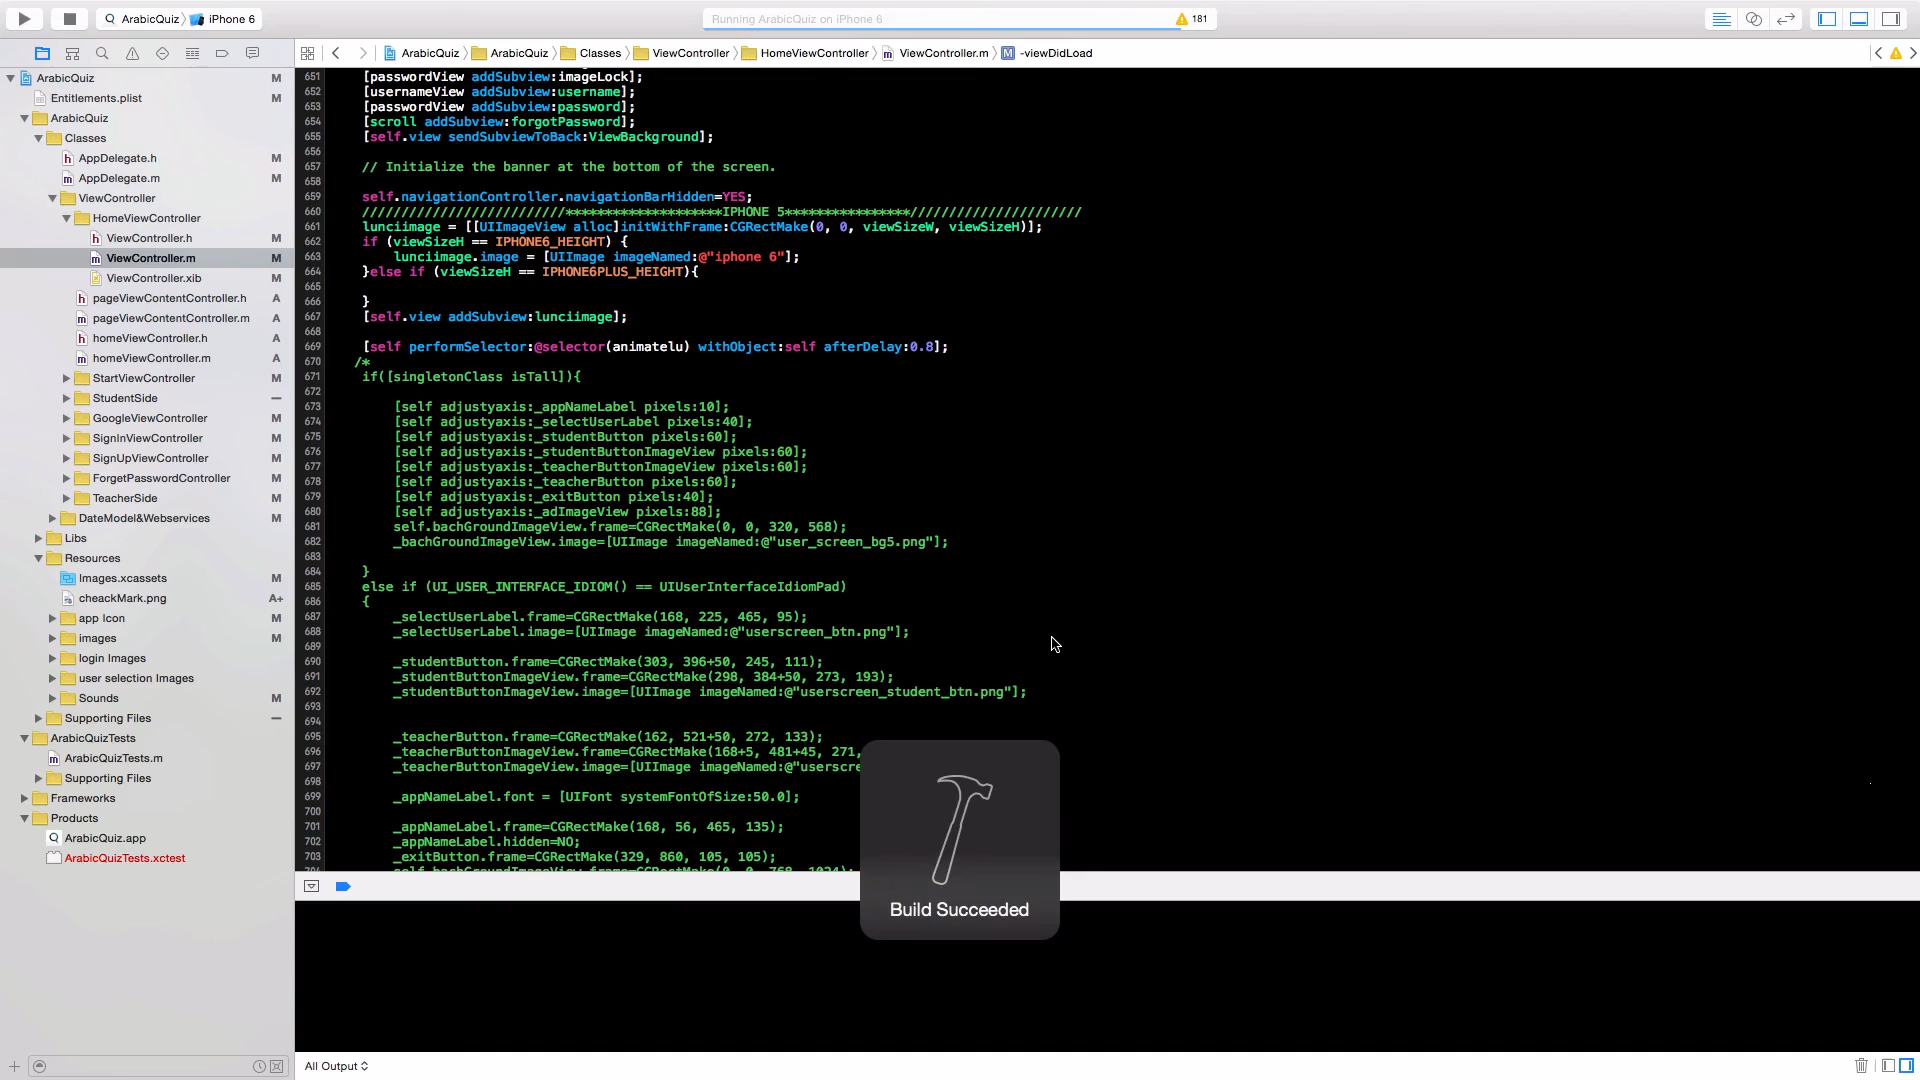 ArabicQuiz
iPhone 6
Running ArabicQuiz on iPhone 6
181
ArabicQuiz
ArabicQuiz
Classes
ViewController
HomeViewController
ViewController.m
M
-viewDidLoad
ArabicQuiz M
Entitlements.plist M
ArabicQuiz
Classes
h AppDelegate.h M
m AppDelegate.m M
ViewController M
HomeViewController M
h ViewController.h M
m ViewController.m M
ViewController.xib M
h pageViewContentController.h A
m pageViewContentController.m A
h homeViewController.h A
m homeViewController.m A
StartViewController M
StudentSide —
GoogleViewController M
SignInViewController M
SignUpViewController M
ForgetPasswordController M
TeacherSide M
DateModel&Webservices M
Libs
Resources
Images.xcassets M
cheackMark.png A+
app Icon M
images M
login Images
user selection Images
Sounds M
Supporting Files —
ArabicQuizTests
m ArabicQuizTests.m
Supporting Files
Frameworks
Products
ArabicQuiz.app
ArabicQuizTests.xctest
651 [passwordView addSubview:imageLock];
652 [usernameView addSubview:username];
653 [passwordView addSubview:password];
654 [scroll addSubview:forgotPassword];
655 [self.view sendSubviewToBack:ViewBackground];
656
657 // Initialize the banner at the bottom of the screen.
658
659 self.navigationController.navigationBarHidden=YES;
660 //////////////////////////********************IPHONE 5****************//////////////////////
661 lunciimage = [[UIImageView alloc]initWithFrame:CGRectMake(0, 0, viewSizeW, viewSizeH)];
662 if (viewSizeH == IPHONE6_HEIGHT) {
663 lunciimage.image = [UIImage imageNamed:@"iphone 6"];
664 }else if (viewSizeH == IPHONE6PLUS_HEIGHT){
665
666 }
667 [self.view addSubview:lunciimage];
668
669 [self performSelector:@selector(animatelu) withObject:self afterDelay:0.8];
670 /*
671 if([singletonClass isTall]){
672
673 [self adjustyaxis:_appNameLabel pixels:10];
674 [self adjustyaxis:_selectUserLabel pixels:40];
675 [self adjustyaxis:_studentButton pixels:60];
676 [self adjustyaxis:_studentButtonImageView pixels:60];
677 [self adjustyaxis:_teacherButtonImageView pixels:60];
678 [self adjustyaxis:_teacherButton pixels:60];
679 [self adjustyaxis:_exitButton pixels:40];
680 [self adjustyaxis:_adImageView pixels:88];
681 self.bachGroundImageView.frame=CGRectMake(0, 0, 320, 568);
682 _bachGroundImageView.image=[UIImage imageNamed:@"user_screen_bg5.png"];
683
684 }
685 else if (UI_USER_INTERFACE_IDIOM() == UIUserInterfaceIdiomPad)
686 {
687 _selectUserLabel.frame=CGRectMake(168, 225, 465, 95);
688 _selectUserLabel.image=[UIImage imageNamed:@"userscreen_btn.png"];
689
690 _studentButton.frame=CGRectMake(303, 396+50, 245, 111);
691 _studentButtonImageView.frame=CGRectMake(298, 384+50, 273, 193);
692 _studentButtonImageView.image=[UIImage imageNamed:@"userscreen_student_btn.png"];
693
694
695 _teacherButton.frame=CGRectMake(162, 521+50, 272, 133);
696 _teacherButtonImageView.frame=CGRectMake(168+5, 481+45, 271,
697 _teacherButtonImageView.image=[UIImage imageNamed:@"userscre
698
699 _appNameLabel.font = [UIFont systemFontOfSize:50.0];
700
701 _appNameLabel.frame=CGRectMake(168, 56, 465, 135);
702 _appNameLabel.hidden=NO;
703 _exitButton.frame=CGRectMake(329, 860, 105, 105);
Build Succeeded
All Output